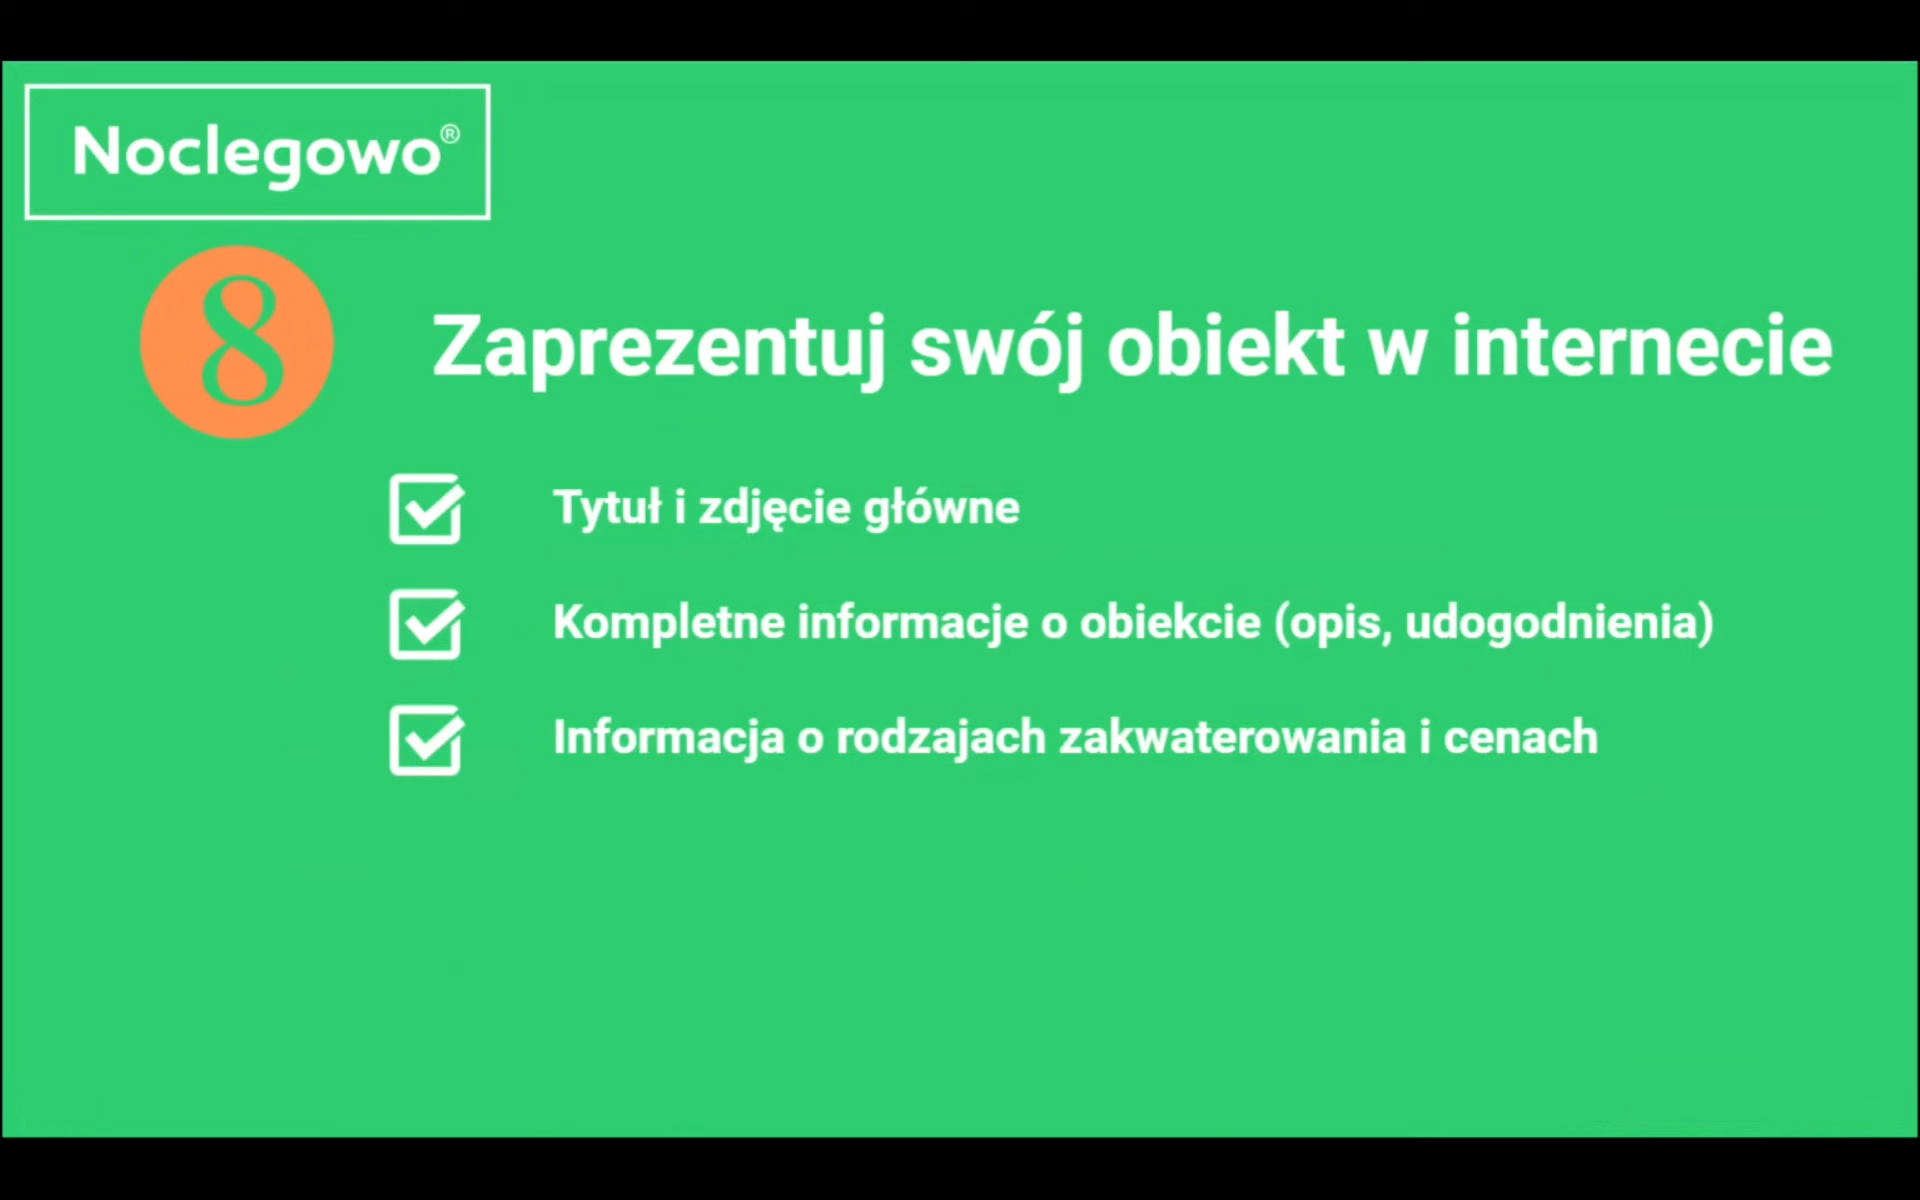 Noclegowo®
8
Zaprezentuj swój obiekt w internecie
Tytuł i zdjęcie główne
Kompletne informacje o obiekcie (opis, udogodnienia)
Informacja o rodzajach zakwaterowania i cenach